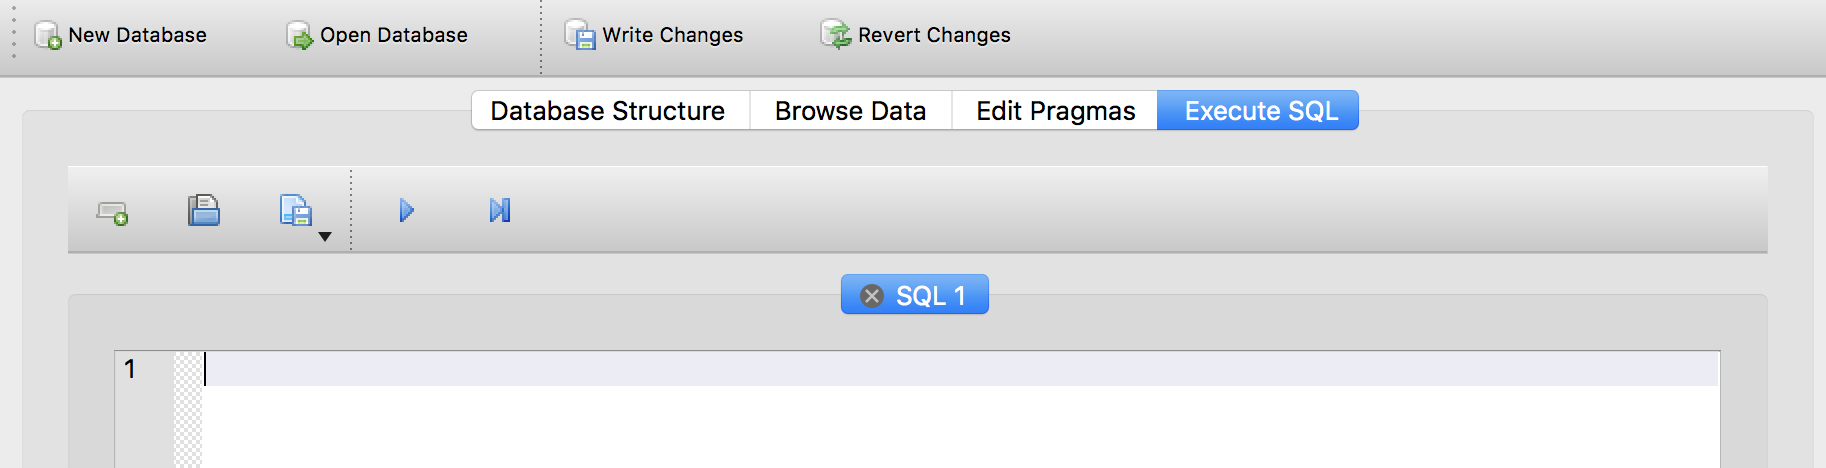 New Database Open Database Write Changes Revert Changes
Database Structure Browse Data Edit Pragmas Execute SQL
SQL 1
1